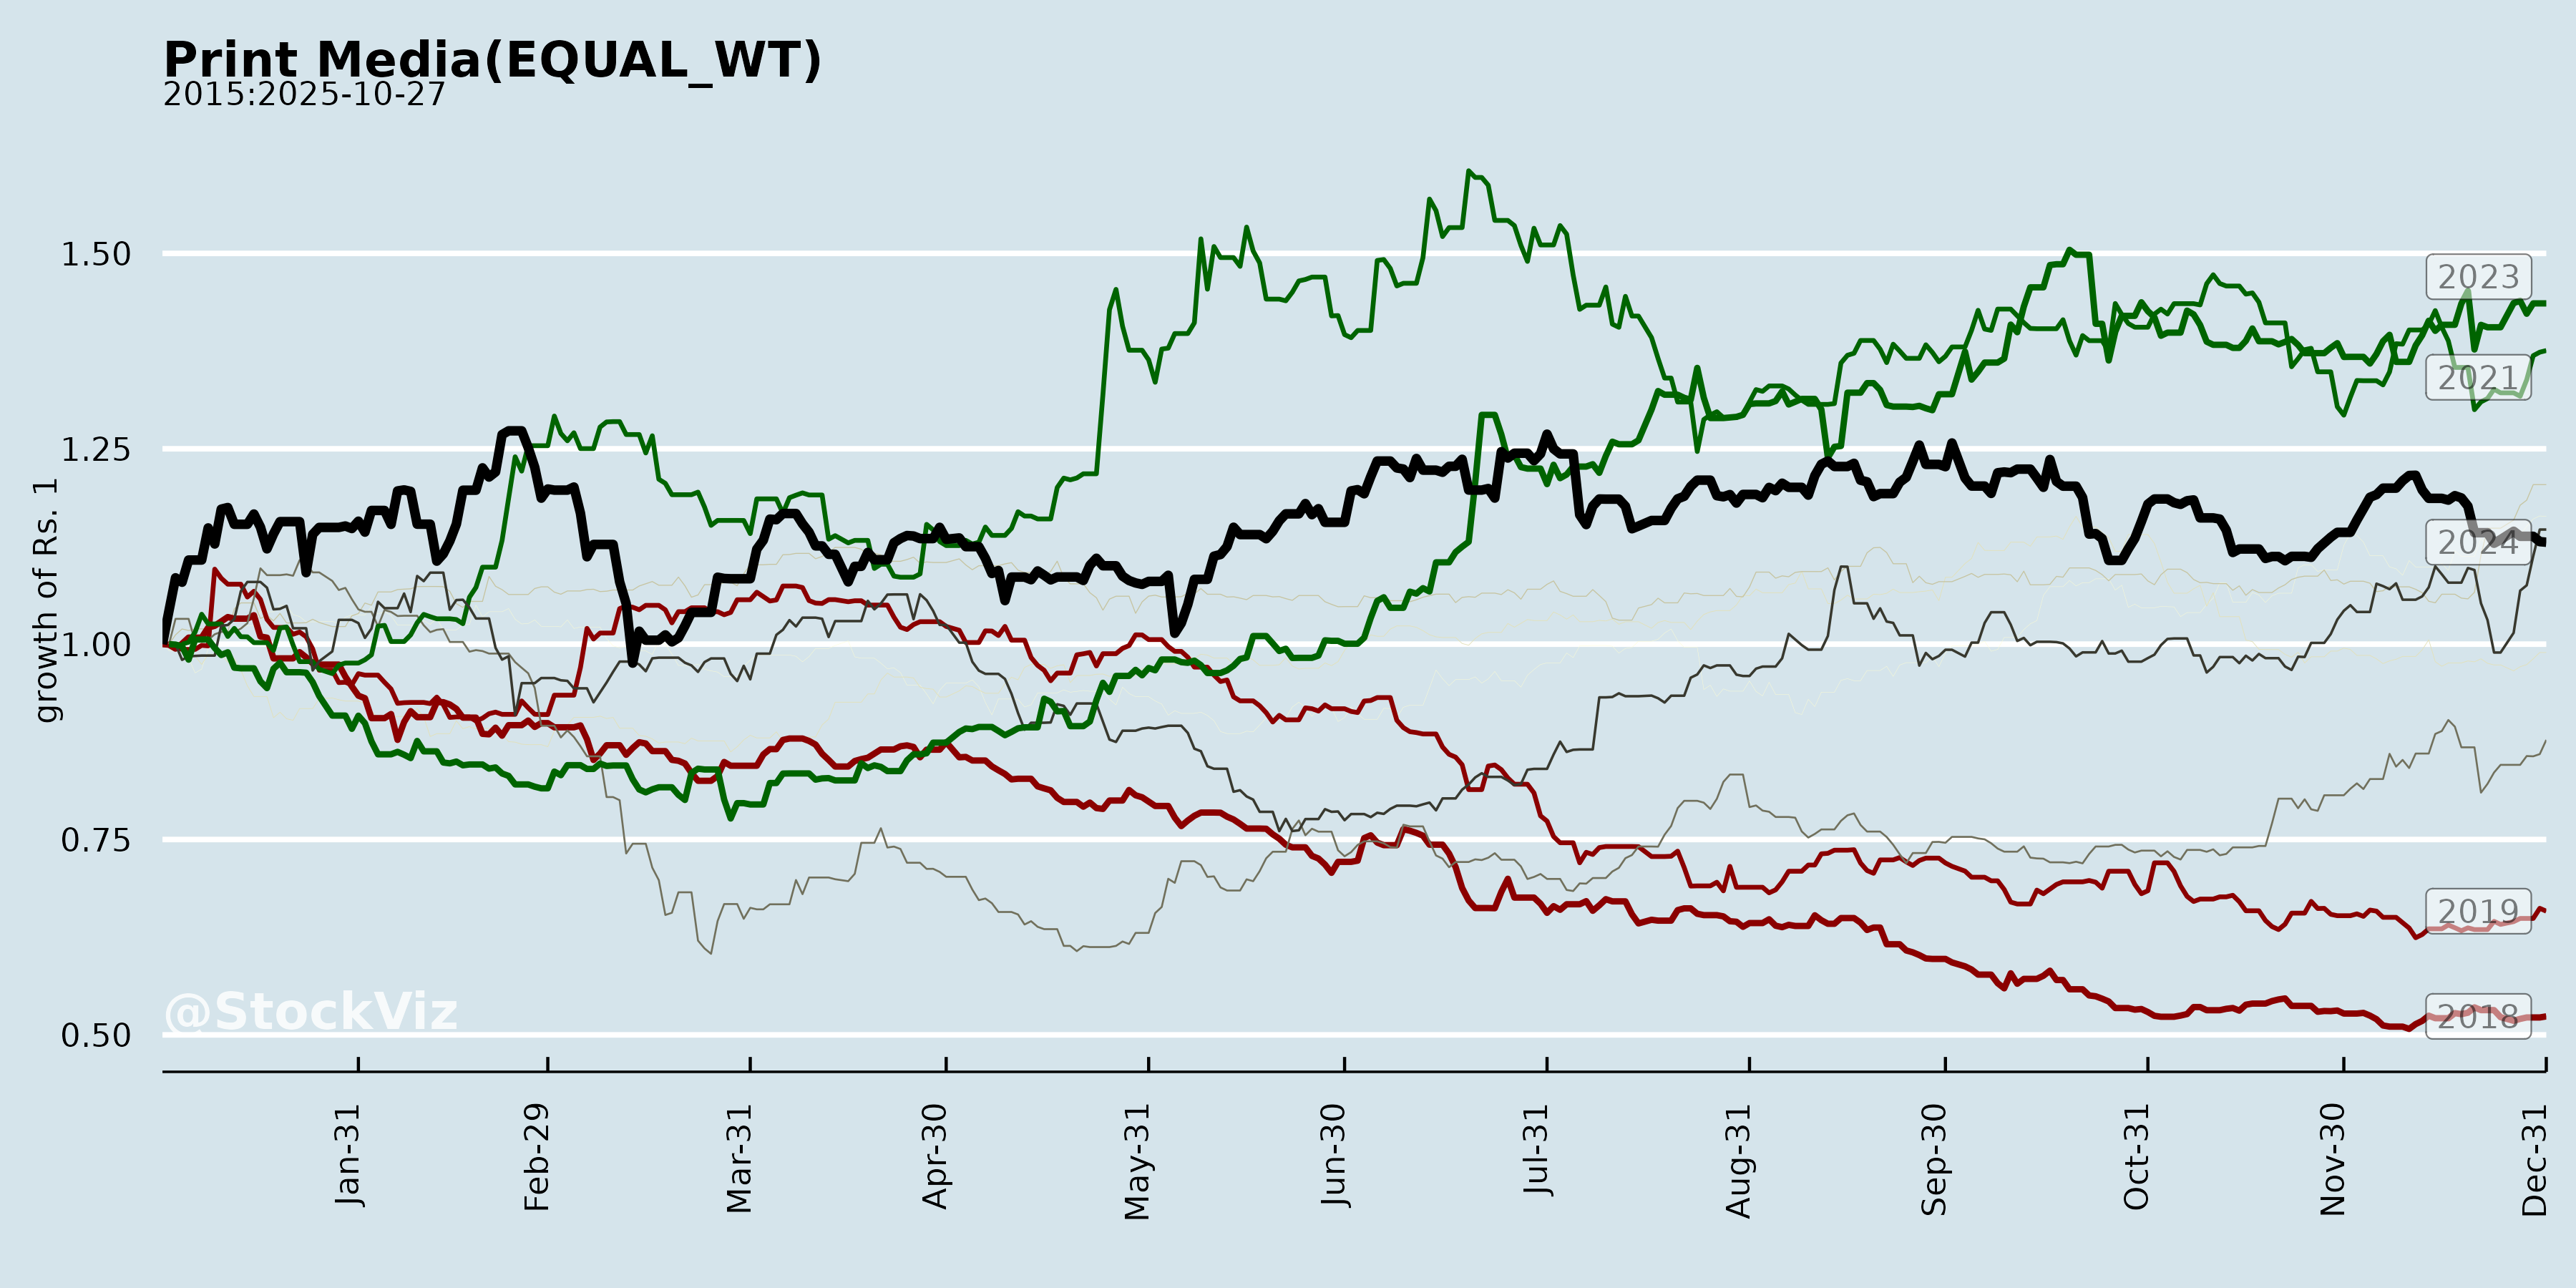 Print Media(EQUAL_WT)
2015:2025-10-27
growth of Rs. 1
1.50
1.25
1.00
0.75
0.50
2023
2021
2024
2019
2018
@StockViz
Jan-31
Feb-29
Mar-31
Apr-30
May-31
Jun-30
Jul-31
Aug-31
Sep-30
Oct-31
Nov-30
Dec-31